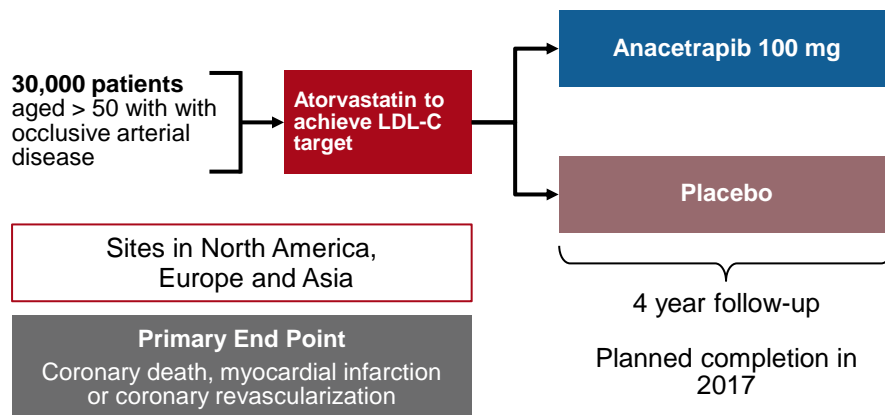 30,000 patients
aged > 50 with with
occlusive arterial
disease
Atorvastatin to
achieve LDL-C
target
Anacetrapib 100 mg
Placebo
Sites in North America,
Europe and Asia
4 year follow-up
Primary End Point
Coronary death, myocardial infarction
or coronary revascularization
Planned completion in
2017